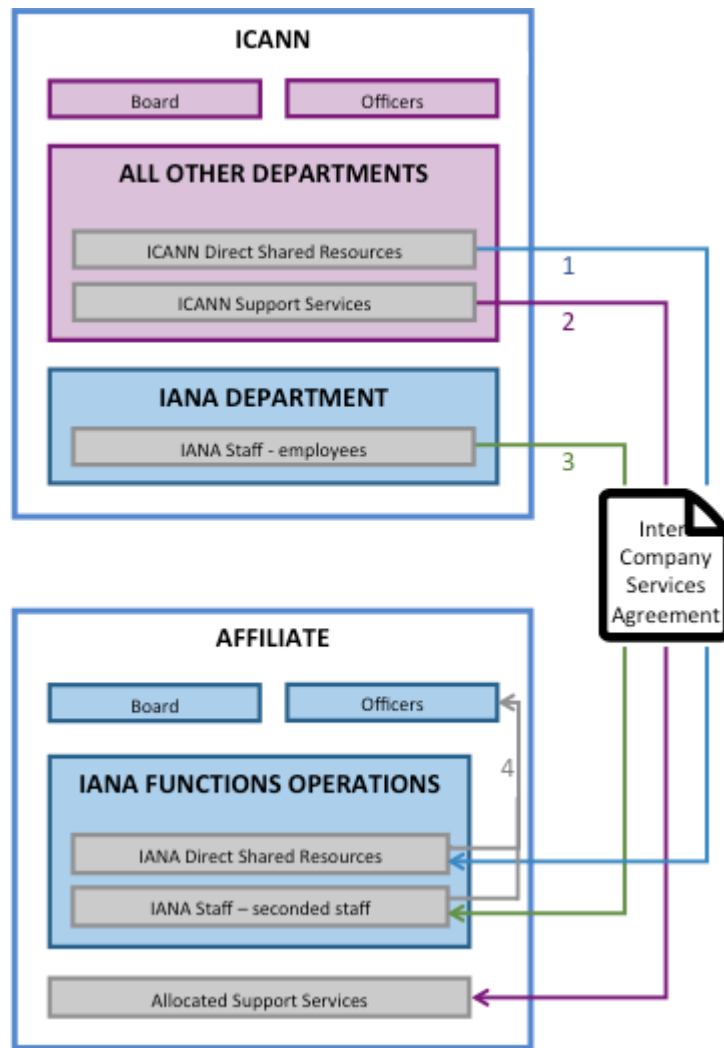 ICANN
Board
Officers
ALL OTHER DEPARTMENTS
ICANN Direct Shared Resources
1
ICANN Support Services
2
IANA DEPARTMENT
IANA Staff - employees
3
Inter
Company
Services
Agreement
AFFILIATE
Board
Officers
4
IANA FUNCTIONS OPERATIONS
IANA Direct Shared Resources
IANA Staff – seconded staff
Allocated Support Services